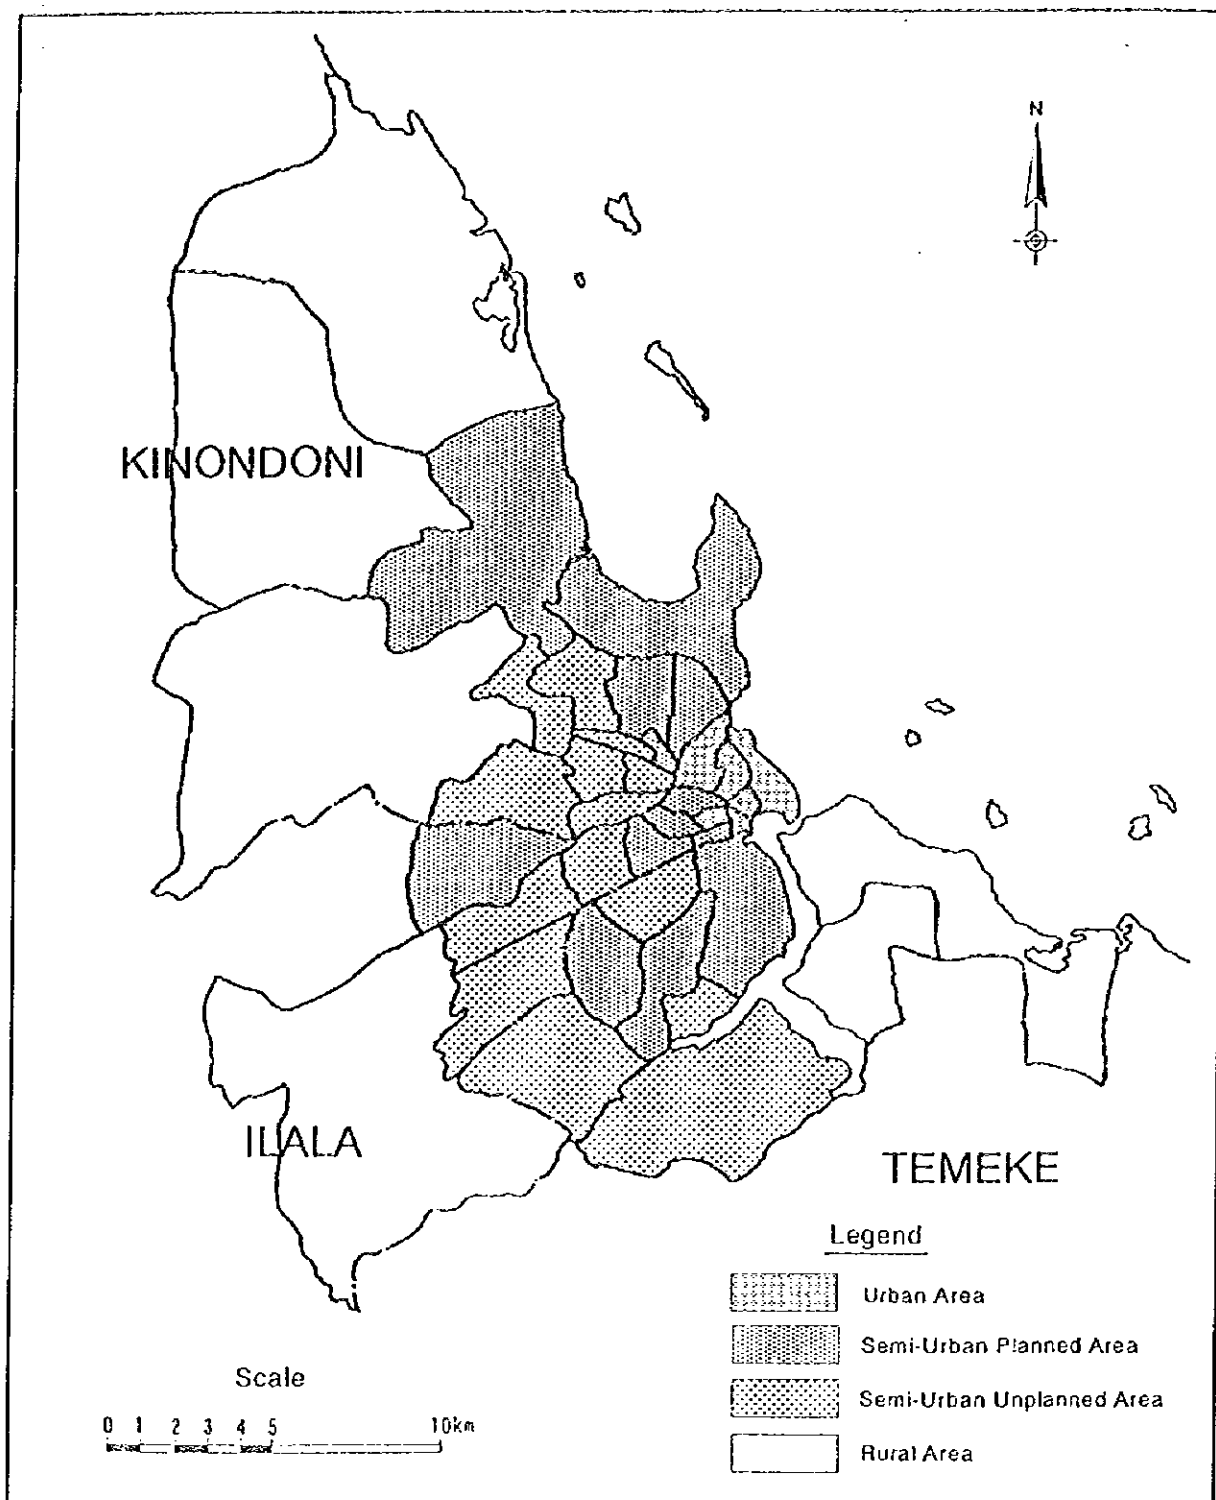 N
KINONDONI
ILALA
TEMEKE
Legend
Urban Area
Semi-Urban Planned Area
Semi-Urban Unplanned Area
Rural Area
Scale
0 1 2 3 4 5 10km